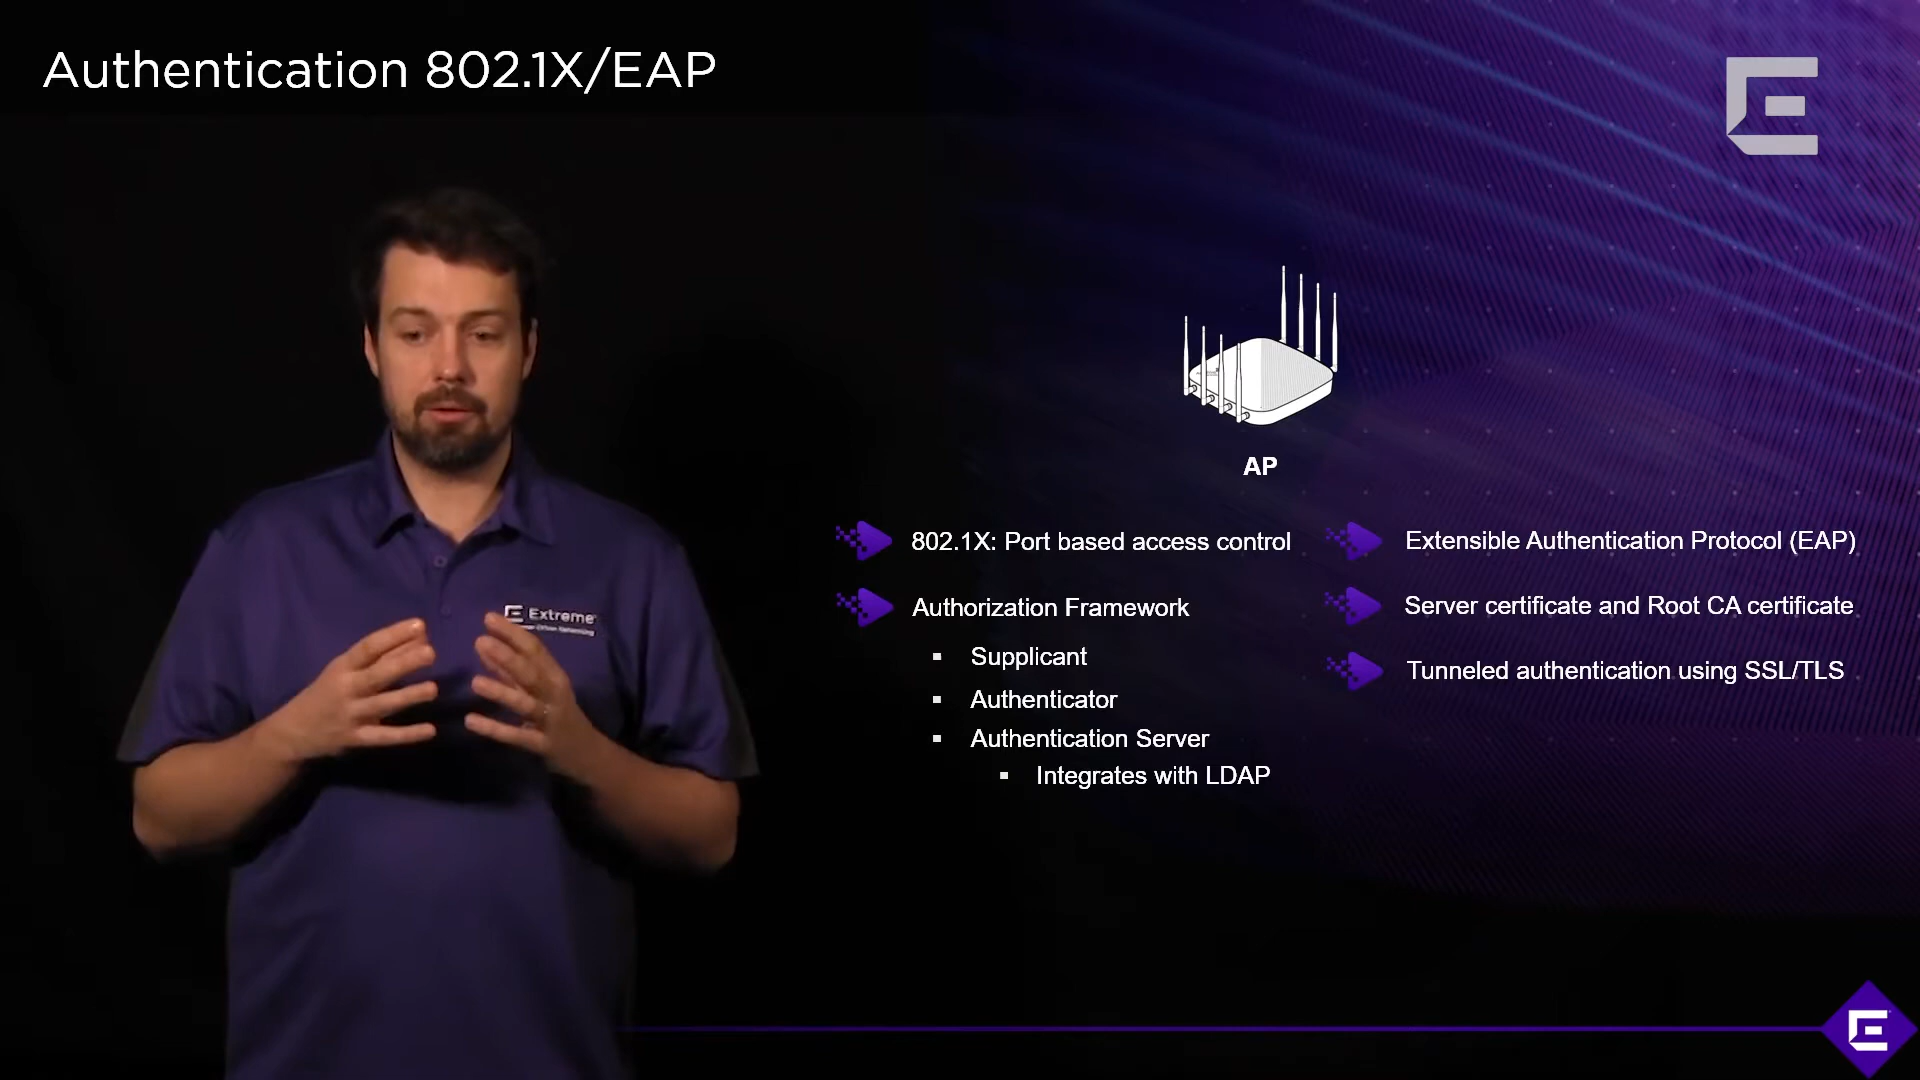 Authentication 802.1X/EAP
AP
802.1X: Port based access control
Authorization Framework
▪ Supplicant
▪ Authenticator
▪ Authentication Server
▪ Integrates with LDAP
Extensible Authentication Protocol (EAP)
Server certificate and Root CA certificate
Tunneled authentication using SSL/TLS
Extreme